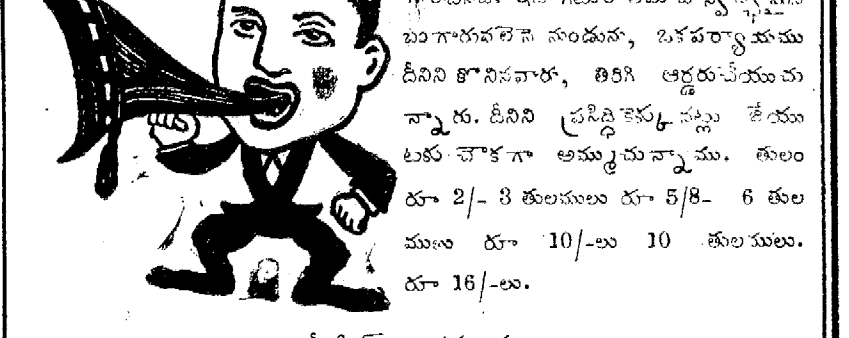 బంగారువలెనే నుండును, ఒకపర్యాయము
దీనిని కొనినవారు, తిరిగి ఆర్డరుచేయుచు
న్నారు. దీనిని ప్రసిద్ధికెక్కు నట్లు జేయు
టకు చౌకగా అమ్ముచున్నాము. తులం
రూ 2/- 3 తులములు రూ 5/8- 6 తుల
ములు రూ 10/-లు 10 తులములు.
రూ 16/-లు.